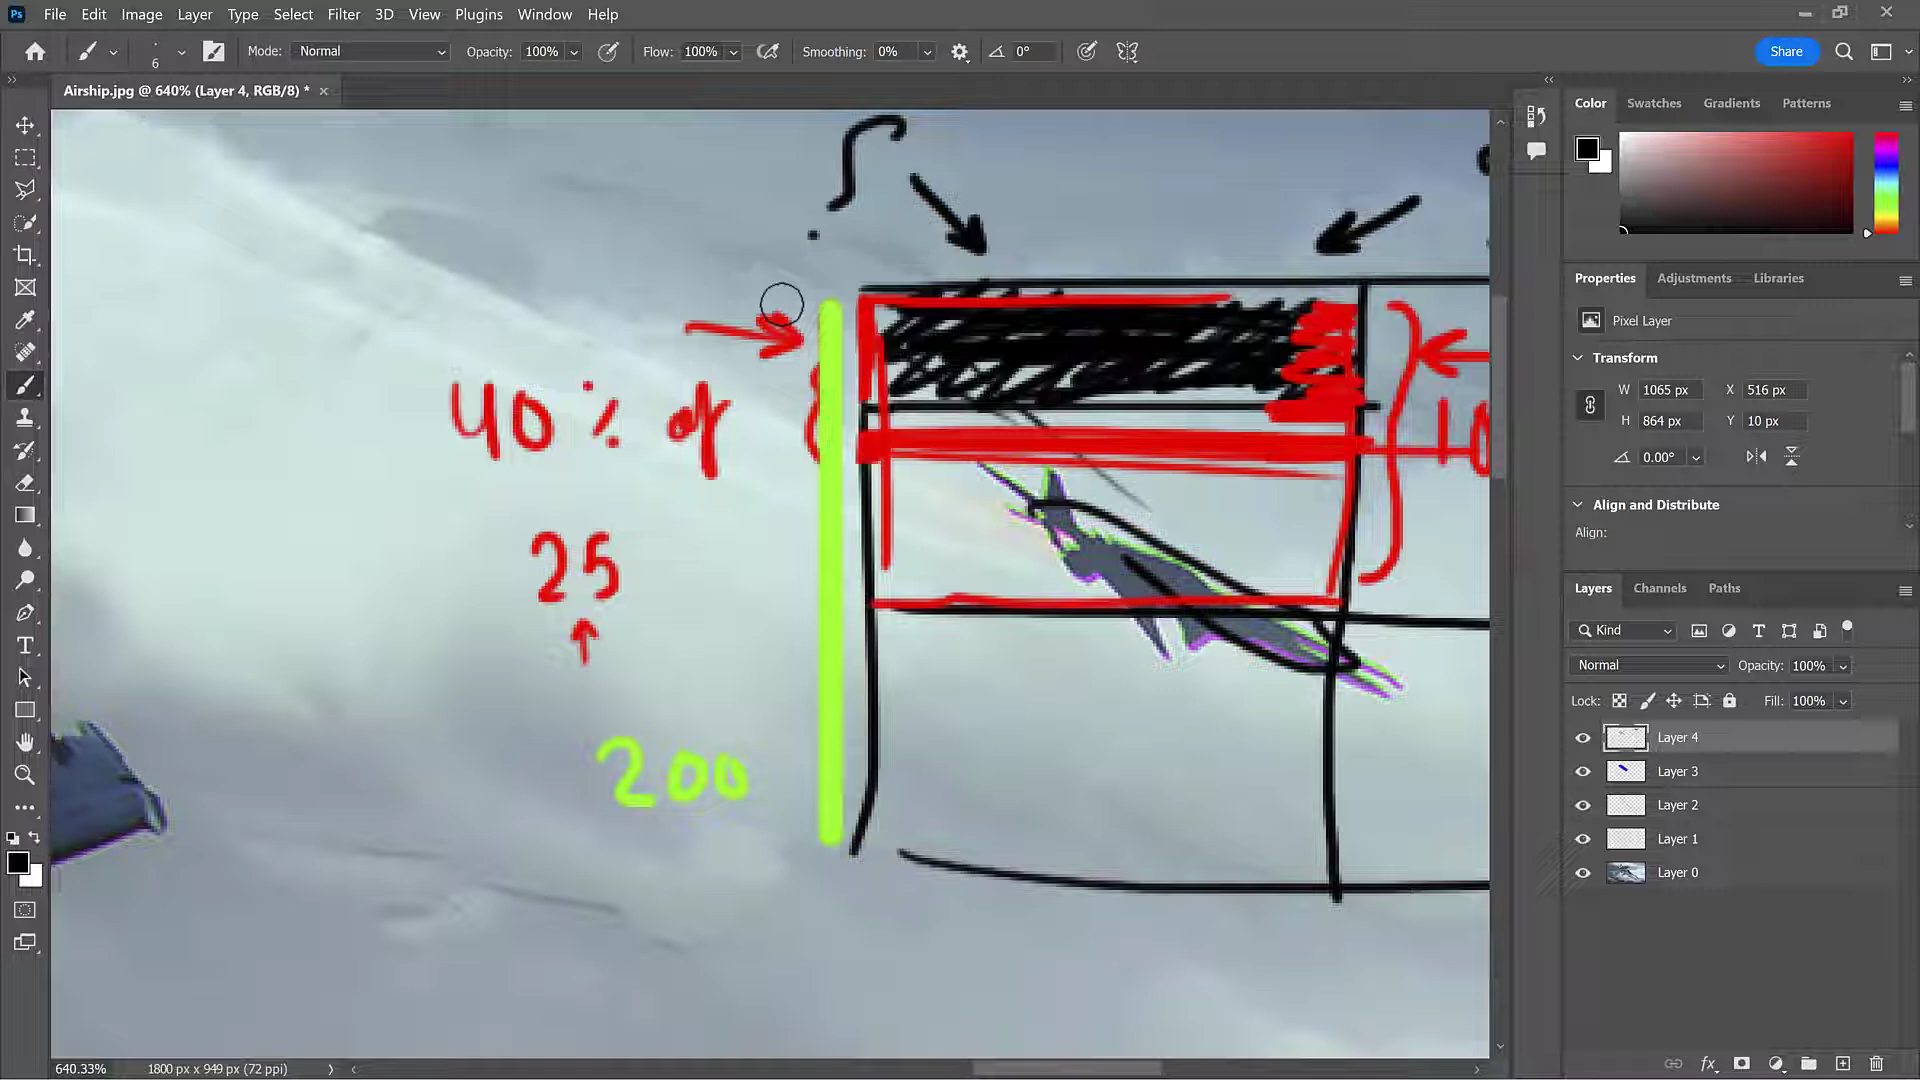 Ps File Edit Image Layer Type Select Filter 3D View Plugins Window Help
6 Mode: Normal Opacity: 100% Flow: 100% Smoothing: 0% 0° Share
Airship.jpg @ 640% (Layer 4, RGB/8) *
Color Swatches Gradients Patterns
Properties Adjustments Libraries
Pixel Layer
Transform
W 1065 px X 516 px
H 864 px Y 10 px
0.00°
Align and Distribute
Align:
Layers Channels Paths
Kind
Normal Opacity: 100%
Lock: Fill: 100%
Layer 4
Layer 3
Layer 2
Layer 1
Layer 0
40 % of
25
200
640.33% 1800 px x 949 px (72 ppi)